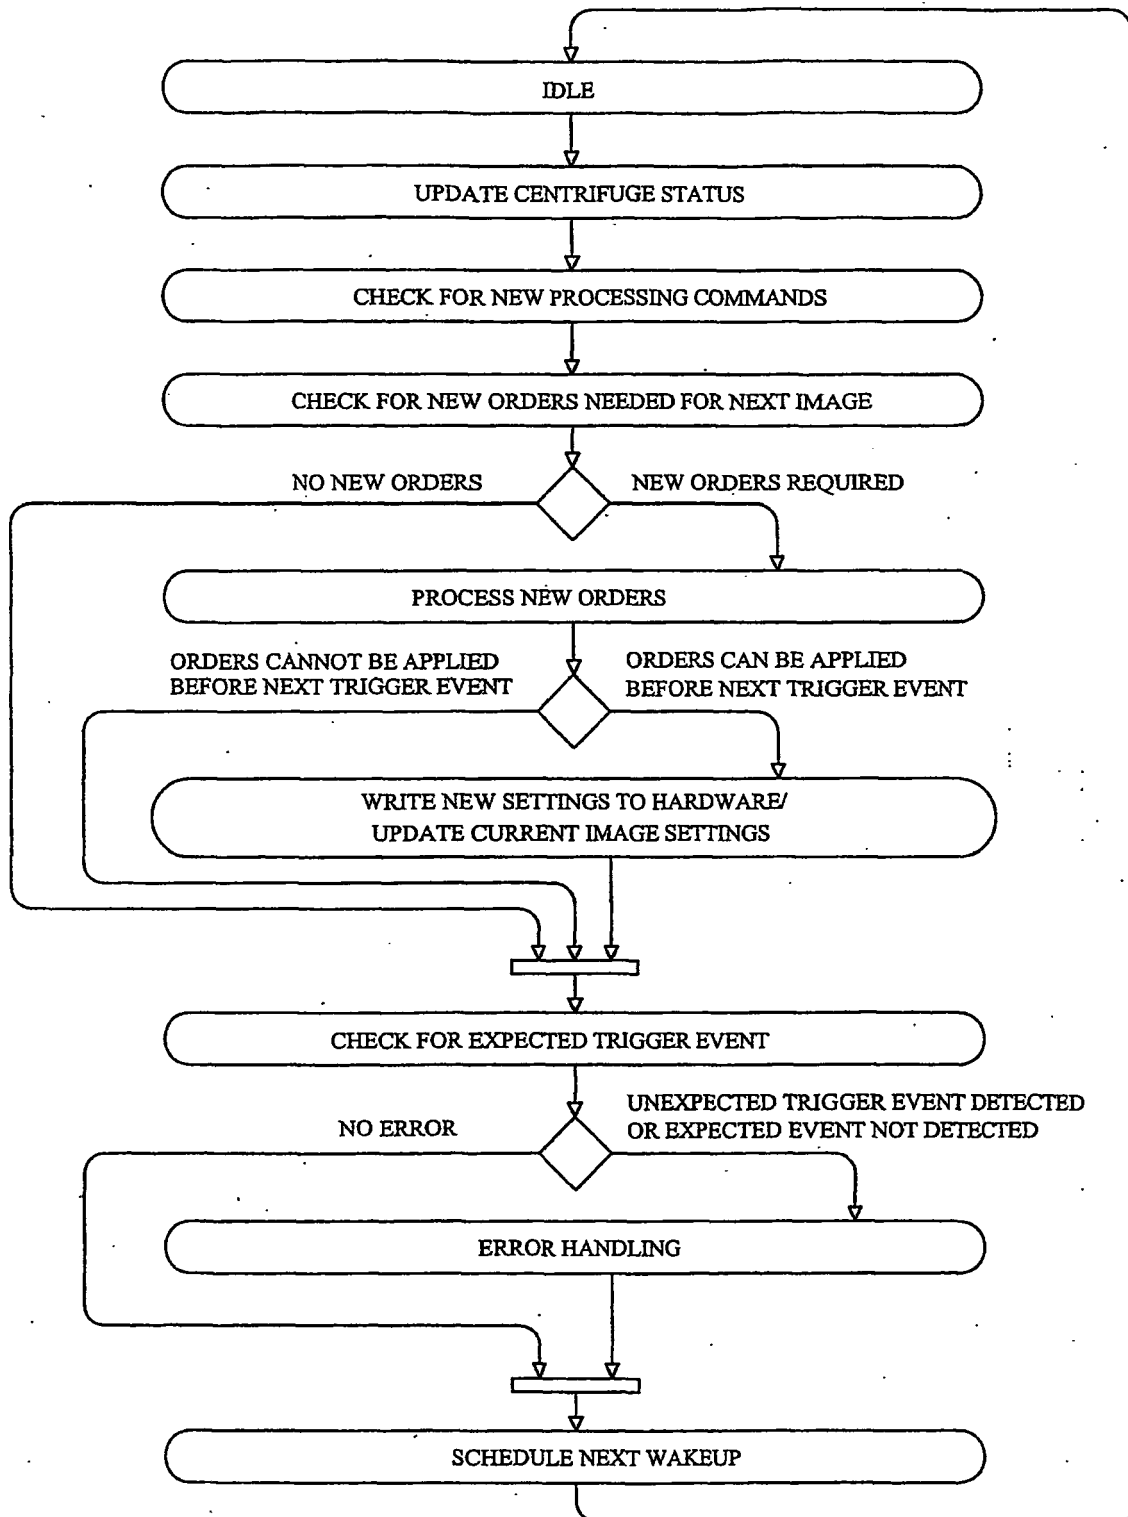 IDLE
UPDATE CENTRIFUGE STATUS
CHECK FOR NEW PROCESSING COMMANDS
CHECK FOR NEW ORDERS NEEDED FOR NEXT IMAGE
NO NEW ORDERS
NEW ORDERS REQUIRED
PROCESS NEW ORDERS
ORDERS CANNOT BE APPLIED
BEFORE NEXT TRIGGER EVENT
ORDERS CAN BE APPLIED
BEFORE NEXT TRIGGER EVENT
WRITE NEW SETTINGS TO HARDWARE/
UPDATE CURRENT IMAGE SETTINGS
CHECK FOR EXPECTED TRIGGER EVENT
NO ERROR
UNEXPECTED TRIGGER EVENT DETECTED
OR EXPECTED EVENT NOT DETECTED
ERROR HANDLING
SCHEDULE NEXT WAKEUP